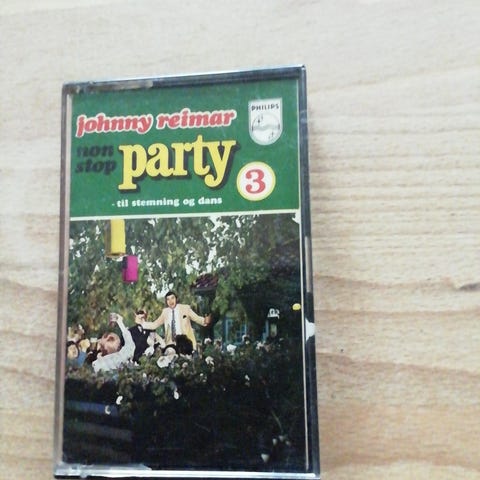 johnny reimar
PHILIPS
non stop party 3
- til stemning og dans